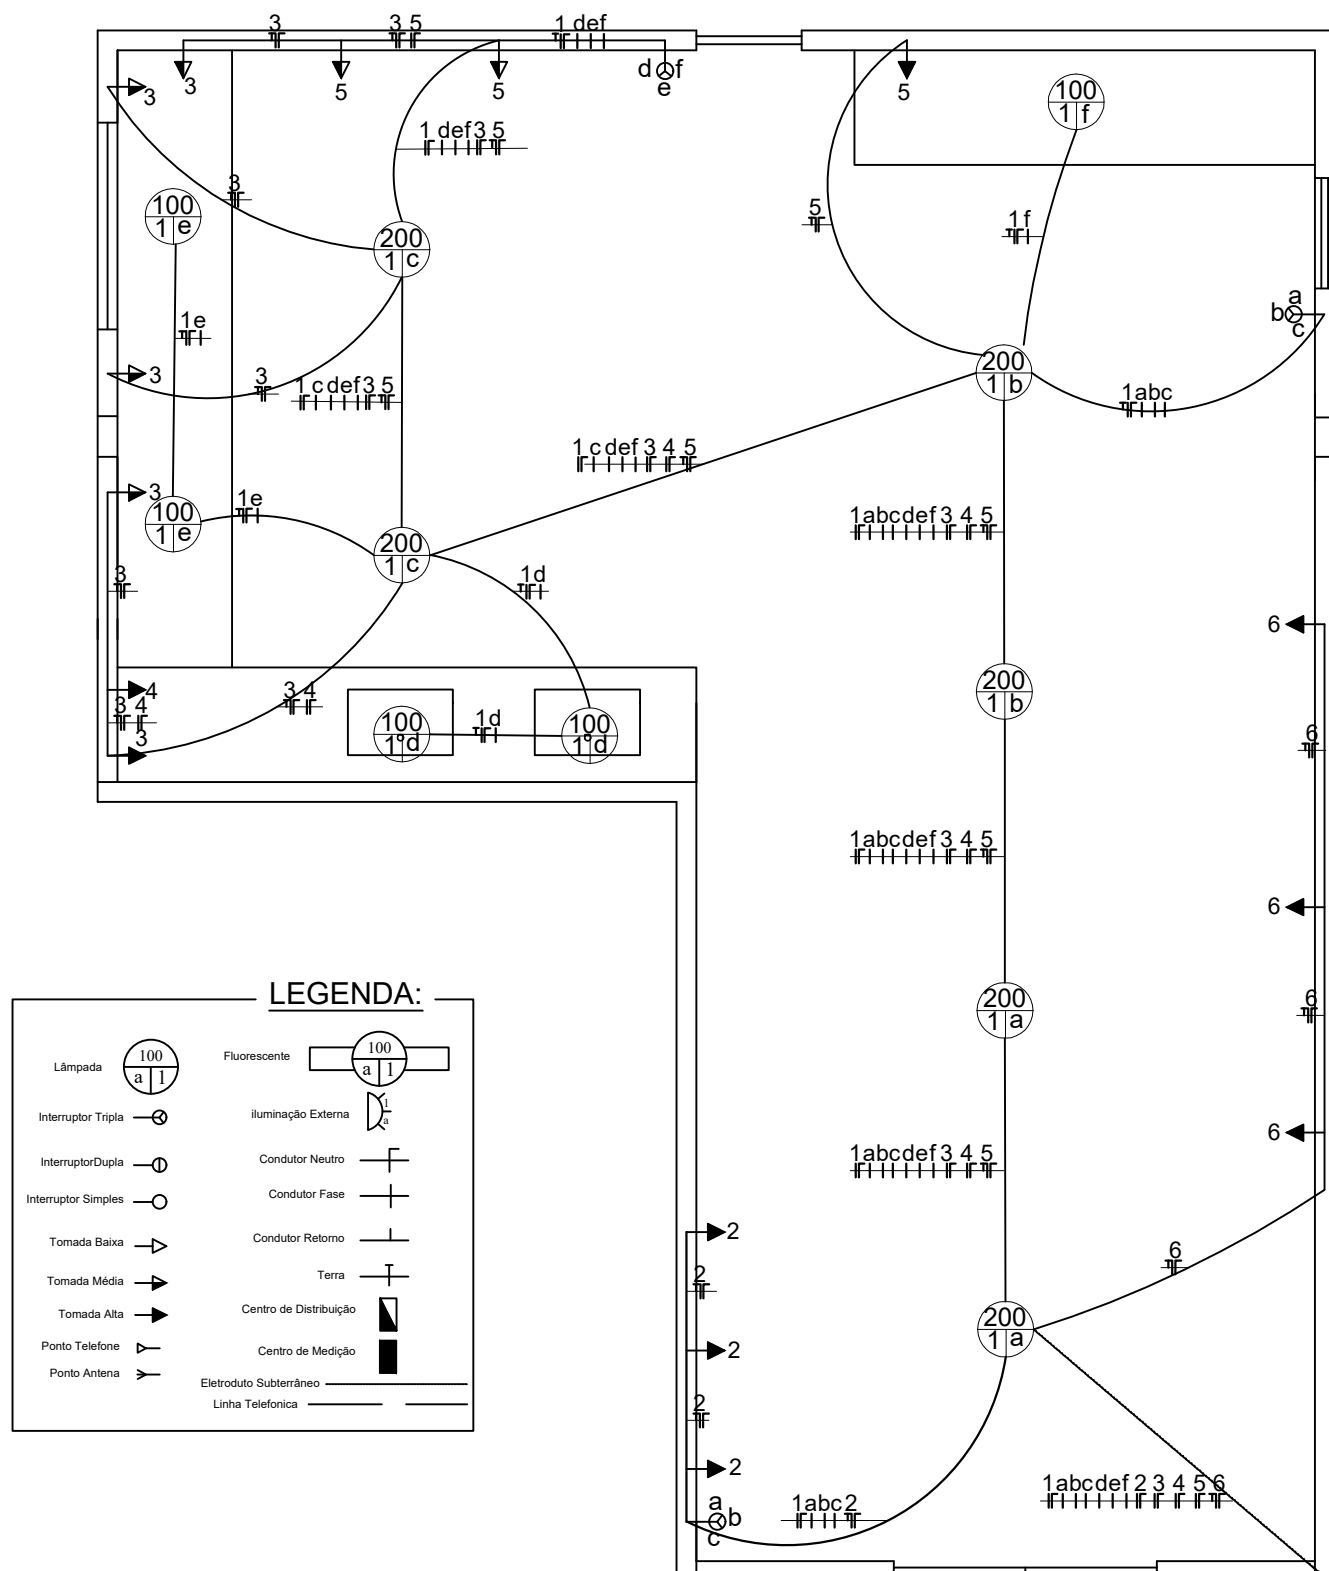 3
3 5
1 def
d f
e
3
3
5
5
5
100
1 f
1 def3 5
3
100
1 e
200
1 c
5
1f
a
b
c
1e
3
3
1 c def3 5
200
1 b
1abc
1 c def 3 4 5
3
100
1 e
1e
200
1 c
1abcdef 3 4 5
3
1d
6
4
3 4
3 4
3
200
1 b
100
1 d
1d
100
1 d
6
1abcdef 3 4 5
6
LEGENDA:
200
1 a
6
Lâmpada
100
a 1
Fluorescente
100
a 1
Interruptor Tripla
iluminação Externa
1
a
InterruptorDupla
Condutor Neutro
Interruptor Simples
Condutor Fase
Tomada Baixa
Condutor Retorno
Tomada Média
Terra
Tomada Alta
Centro de Distribuição
Ponto Telefone
Centro de Medição
Ponto Antena
Eletroduto Subterrâneo
Linha Telefonica
6
1abcdef 3 4 5
2
6
2
200
1 a
2
2
2
1abcdef 2 3 4 5 6
a
b
c
1abc2